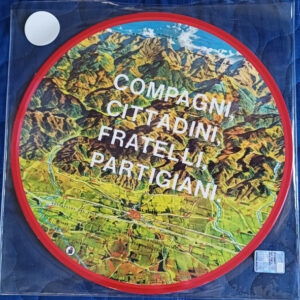 COMPAGNI,
CITTADINI,
FRATELLI,
PARTIGIANI